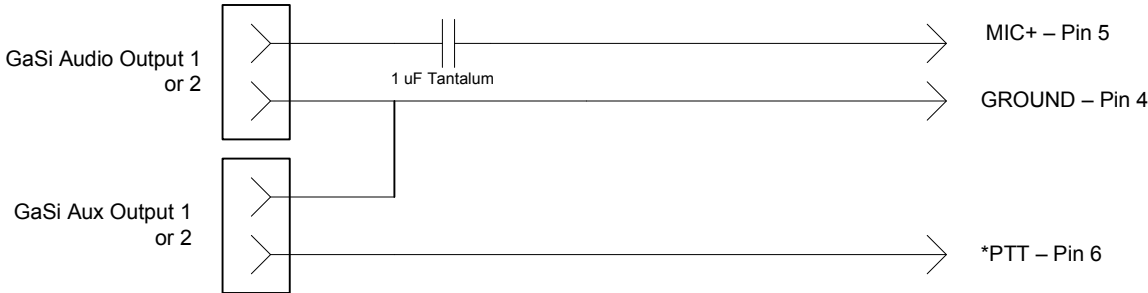 GaSi Audio Output 1
or 2
1 uF Tantalum
MIC+ – Pin 5
GROUND – Pin 4
GaSi Aux Output 1
or 2
*PTT – Pin 6